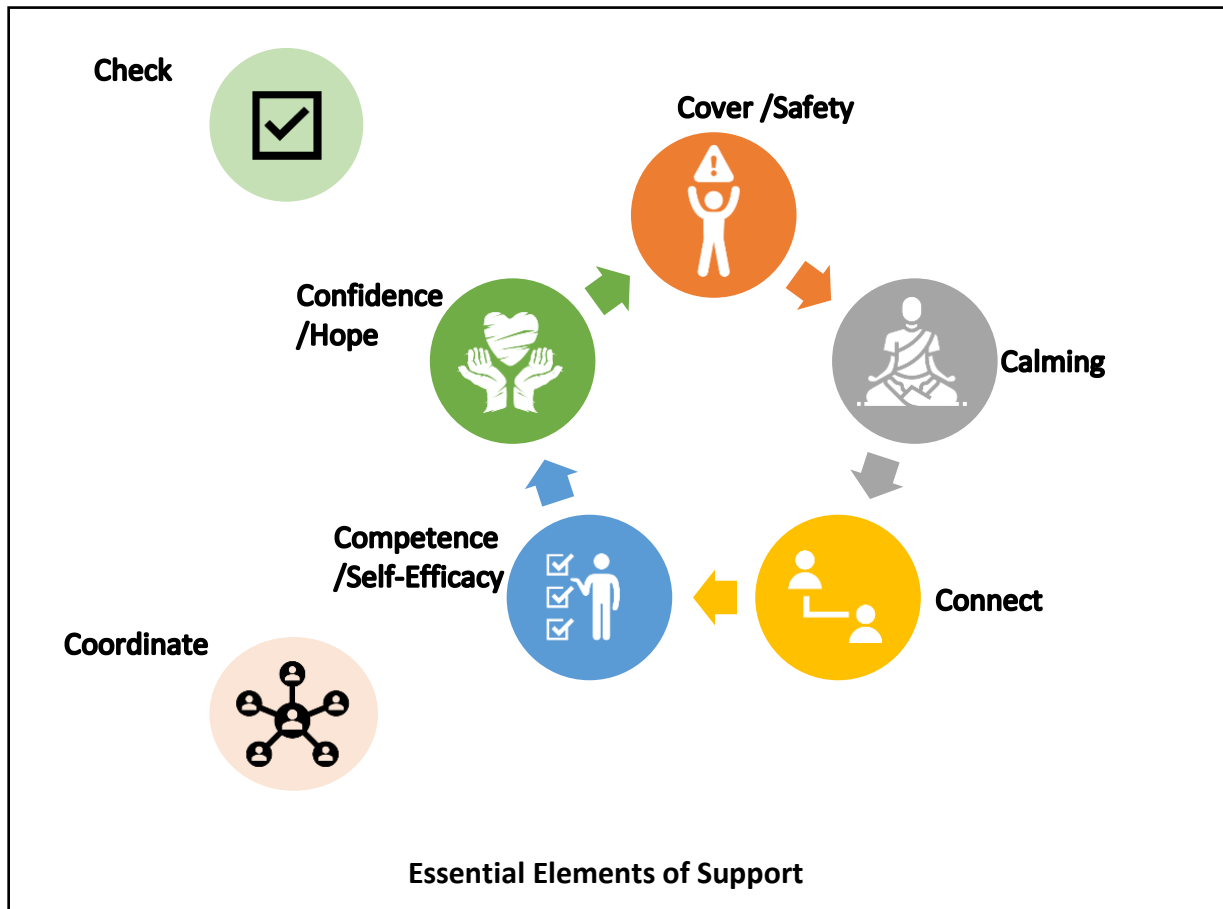 Check
Cover /Safety
Confidence
/Hope
Calming
Competence
/Self-Efficacy
Connect
Coordinate
Essential Elements of Support